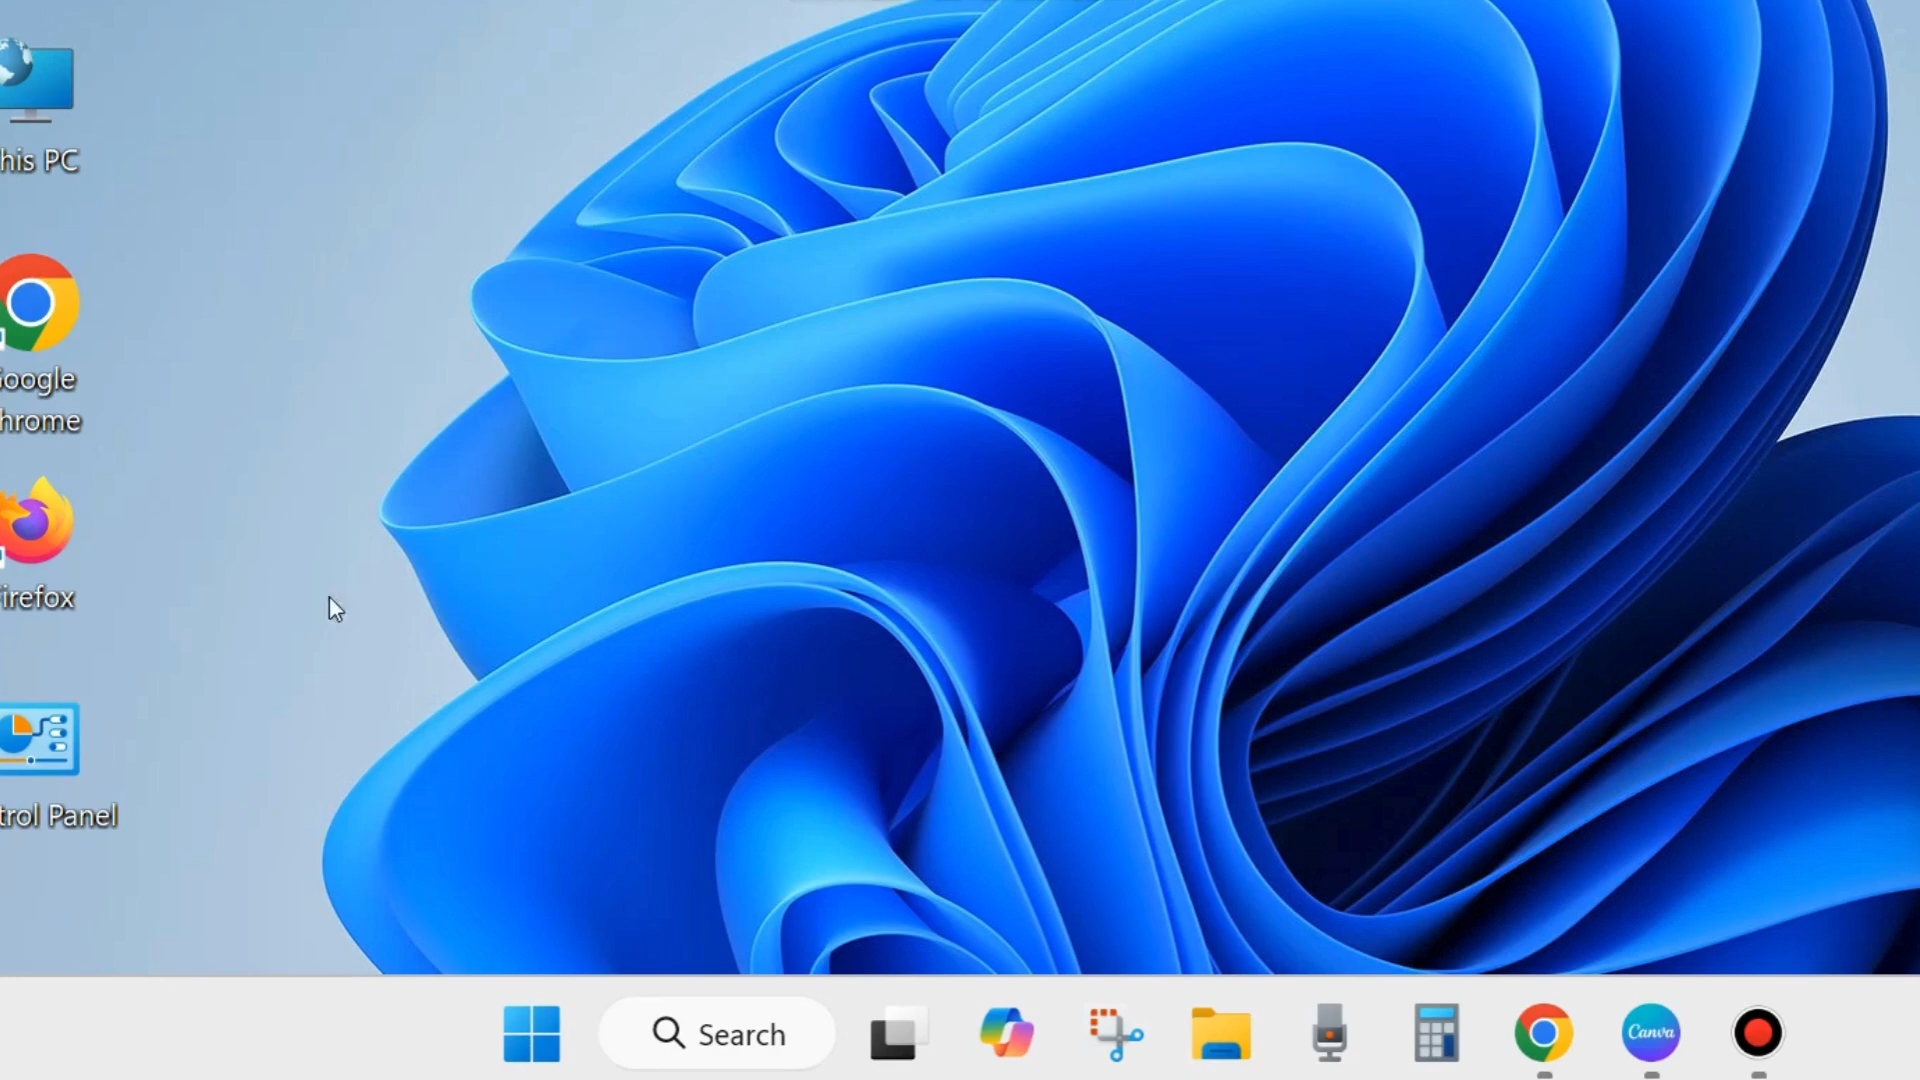 his PC
oogle
hrome
irefox
trol Panel
Search
Canva